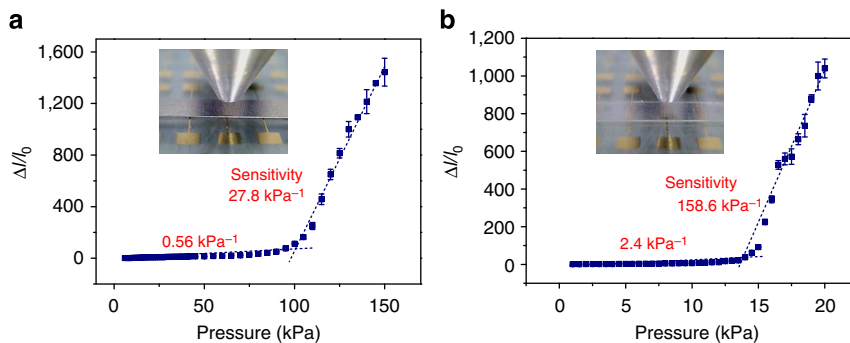 a
1,600
1,200
800
400
0
ΔI/I₀
Sensitivity
27.8 kPa⁻¹
0.56 kPa⁻¹
0
50
100
150
Pressure (kPa)
b
1,200
1,000
800
600
400
200
0
ΔI/I₀
Sensitivity
158.6 kPa⁻¹
2.4 kPa⁻¹
0
5
10
15
20
Pressure (kPa)